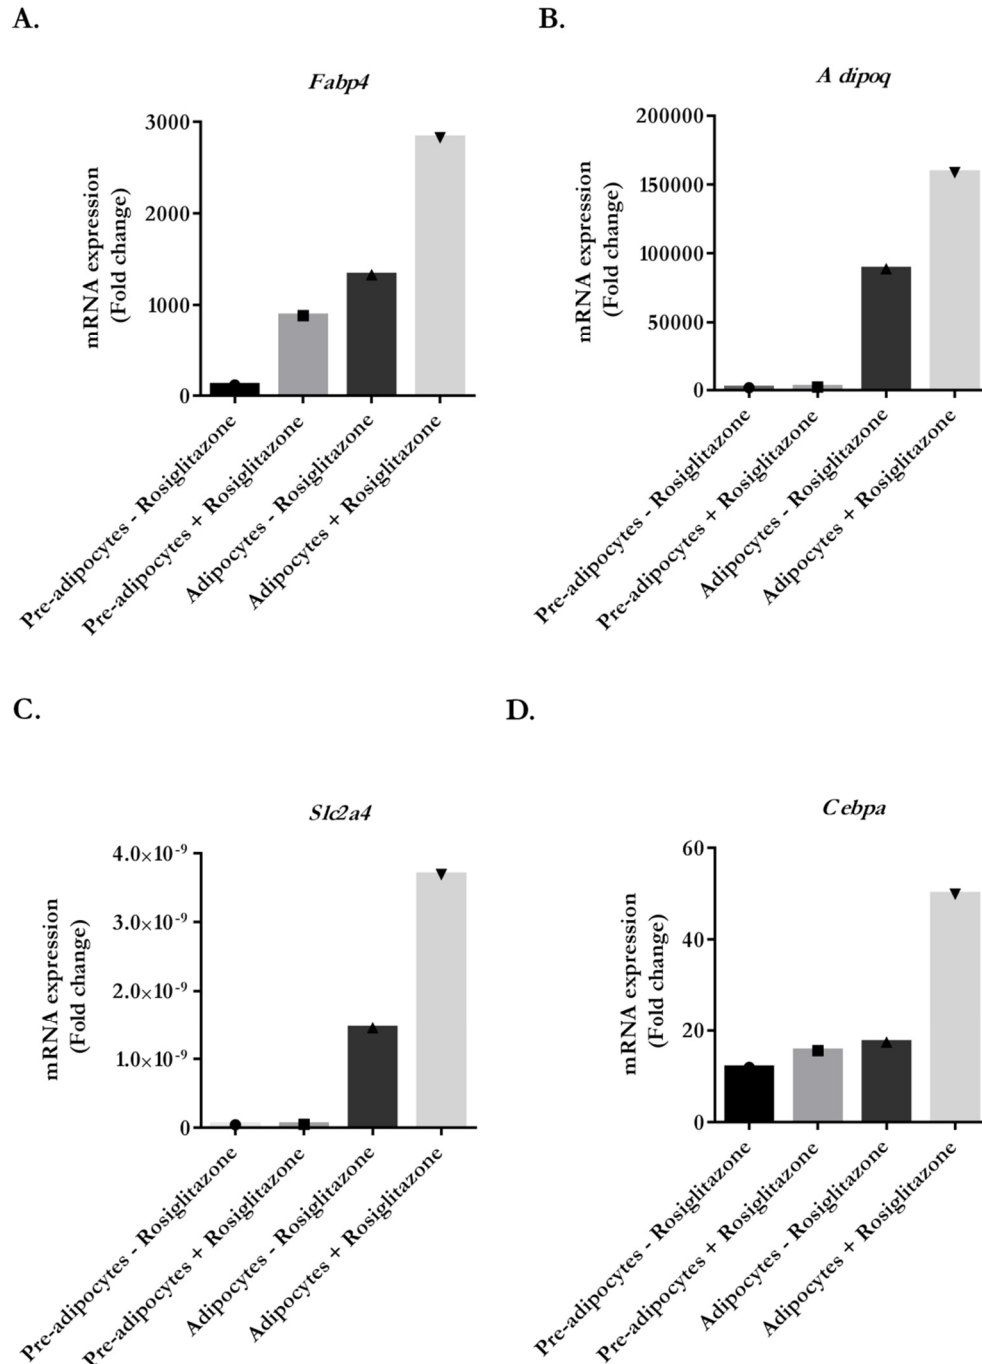 A.
Fabp4
mRNA expression
(Fold change)
3000
2000
1000
0
Pre-adipocytes - Rosiglitazone
Pre-adipocytes + Rosiglitazone
Adipocytes - Rosiglitazone
Adipocytes + Rosiglitazone
B.
A dipoq
mRNA expression
(Fold change)
200000
150000
100000
50000
0
Pre-adipocytes - Rosiglitazone
Pre-adipocytes + Rosiglitazone
Adipocytes - Rosiglitazone
Adipocytes + Rosiglitazone
C.
Slc2a4
mRNA expression
(Fold change)
4.0×10⁻⁹
3.0×10⁻⁹
2.0×10⁻⁹
1.0×10⁻⁹
0
Pre-adipocytes - Rosiglitazone
Pre-adipocytes + Rosiglitazone
Adipocytes - Rosiglitazone
Adipocytes + Rosiglitazone
D.
C ebpa
mRNA expression
(Fold change)
60
40
20
0
Pre-adipocytes - Rosiglitazone
Pre-adipocytes + Rosiglitazone
Adipocytes - Rosiglitazone
Adipocytes + Rosiglitazone